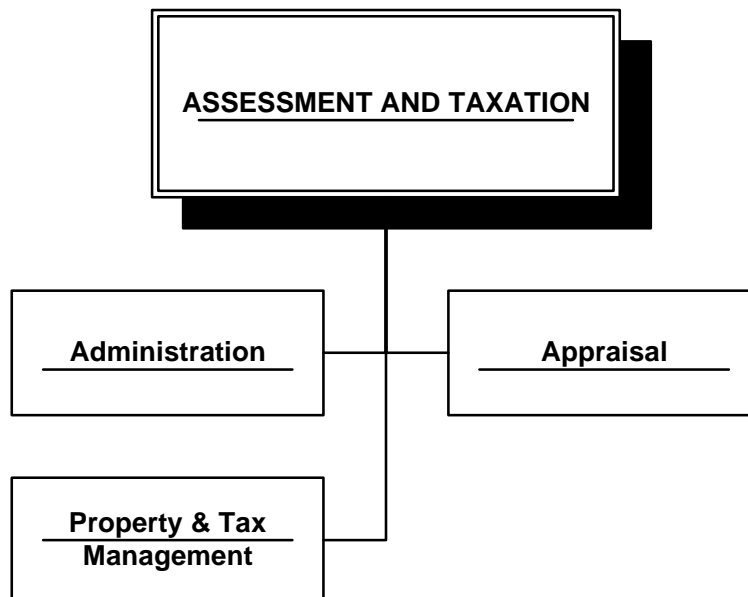 ASSESSMENT AND TAXATION
Administration
Appraisal
Property & Tax
Management